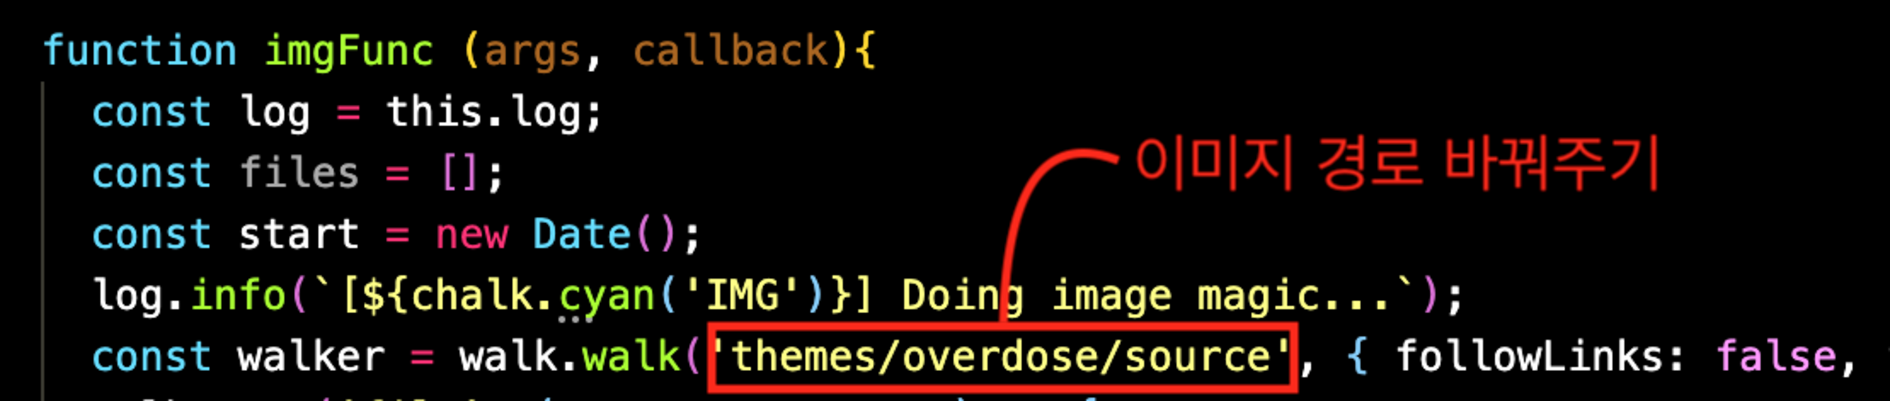 function imgFunc (args, callback){
const log = this.log;
이미지 경로 바꿔주기
const files = [];
const start = new Date();
log.info(`[${chalk.cyan('IMG')}] Doing image magic...`);
const walker = walk.walk('themes/overdose/source', { followLinks: false,